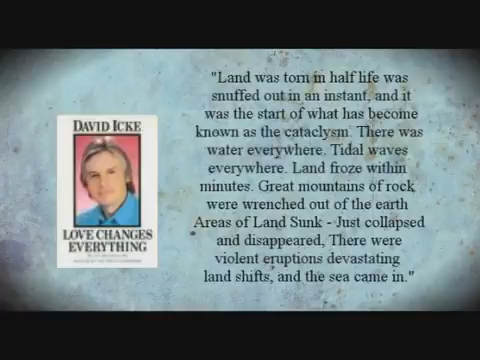 DAVID ICKE
LOVE CHANGES
EVERYTHING
"Land was torn in half life was
snuffed out in an instant, and it
was the start of what has become
known as the cataclysm. There was
water everywhere. Tidal waves
everywhere. Land froze within
minutes. Great mountains of rock
were wrenched out of the earth
Areas of Land Sunk - Just collapsed
and disappeared, There were
violent eruptions devastating
land shifts, and the sea came in."